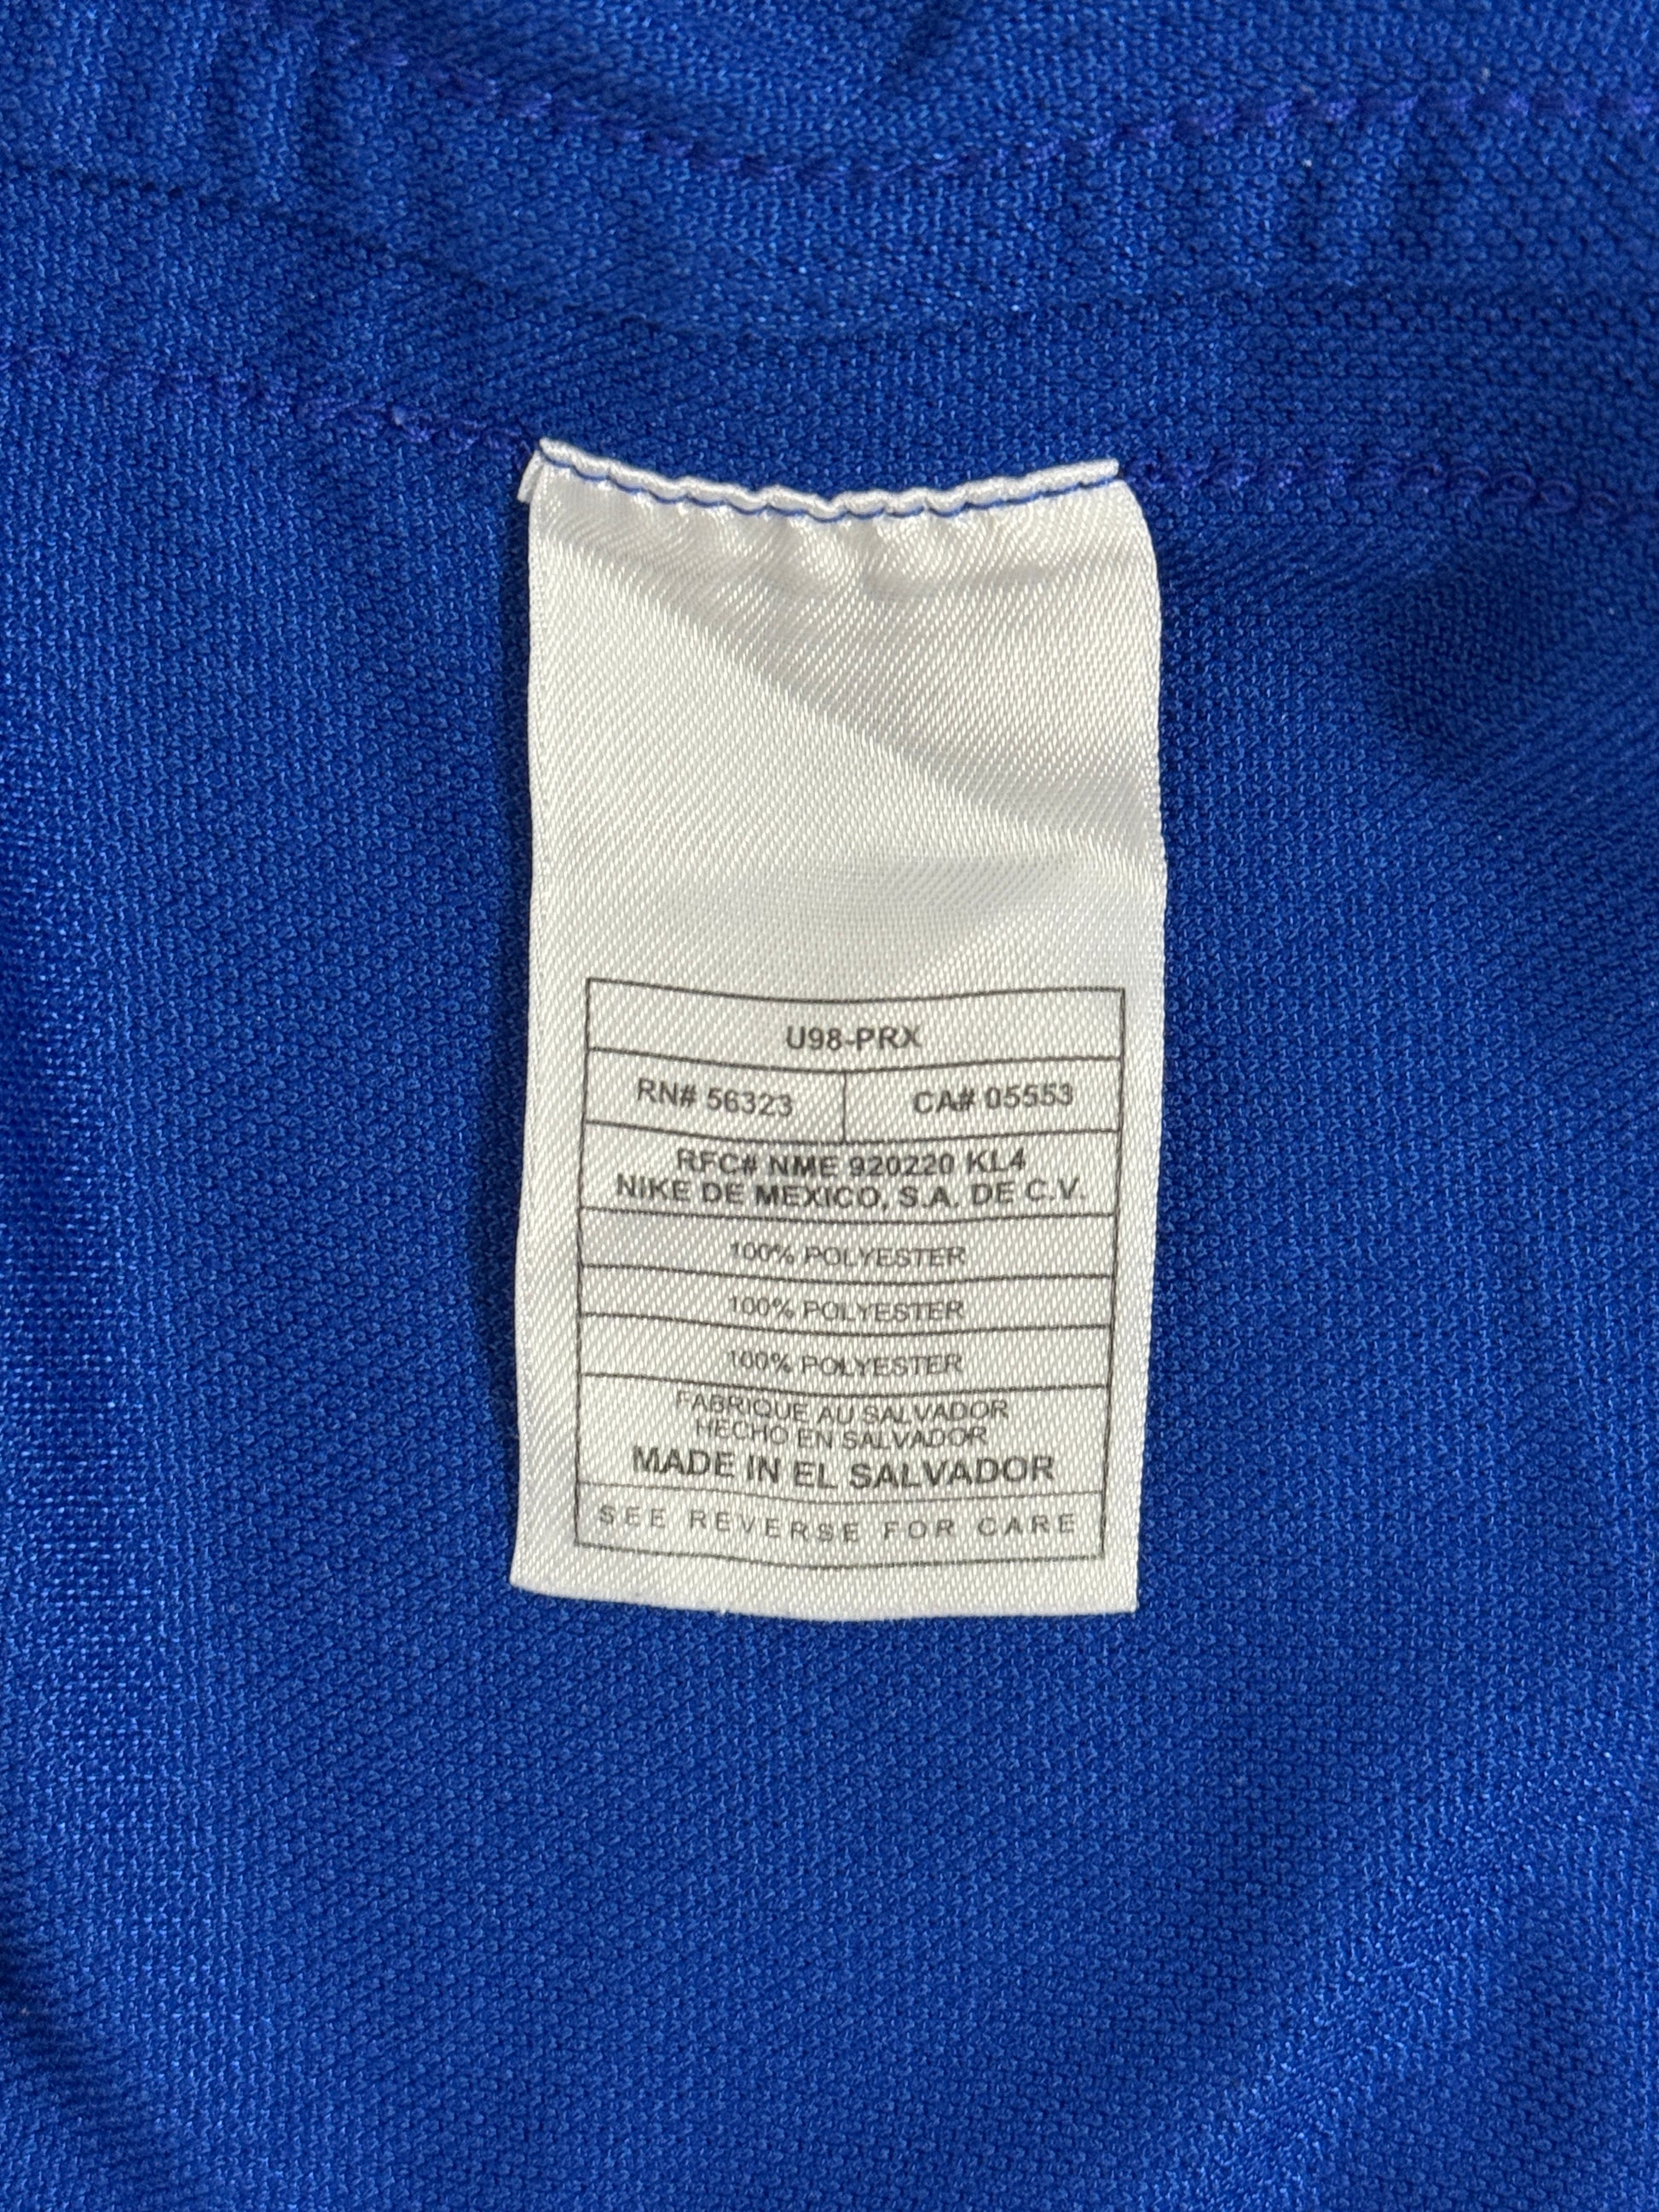 U98-PRX
RN# 56323 CA# 05553
RFC# NME 920220 KL4
NIKE DE MEXICO, S.A. DE C.V.
100% POLYESTER
100% POLYESTER
100% POLYESTER
FABRIQUE AU SALVADOR
HECHO EN SALVADOR
MADE IN EL SALVADOR
SEE REVERSE FOR CARE